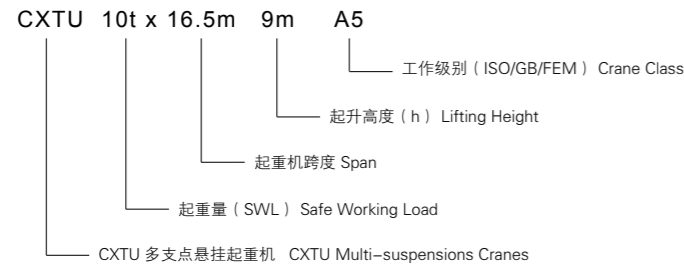 CXTU 10t x 16.5m 9m A5
工作级别（ISO/GB/FEM） Crane Class
起升高度（h） Lifting Height
起重机跨度 Span
起重量（SWL） Safe Working Load
CXTU 多支点悬挂起重机 CXTU Multi-suspensions Cranes